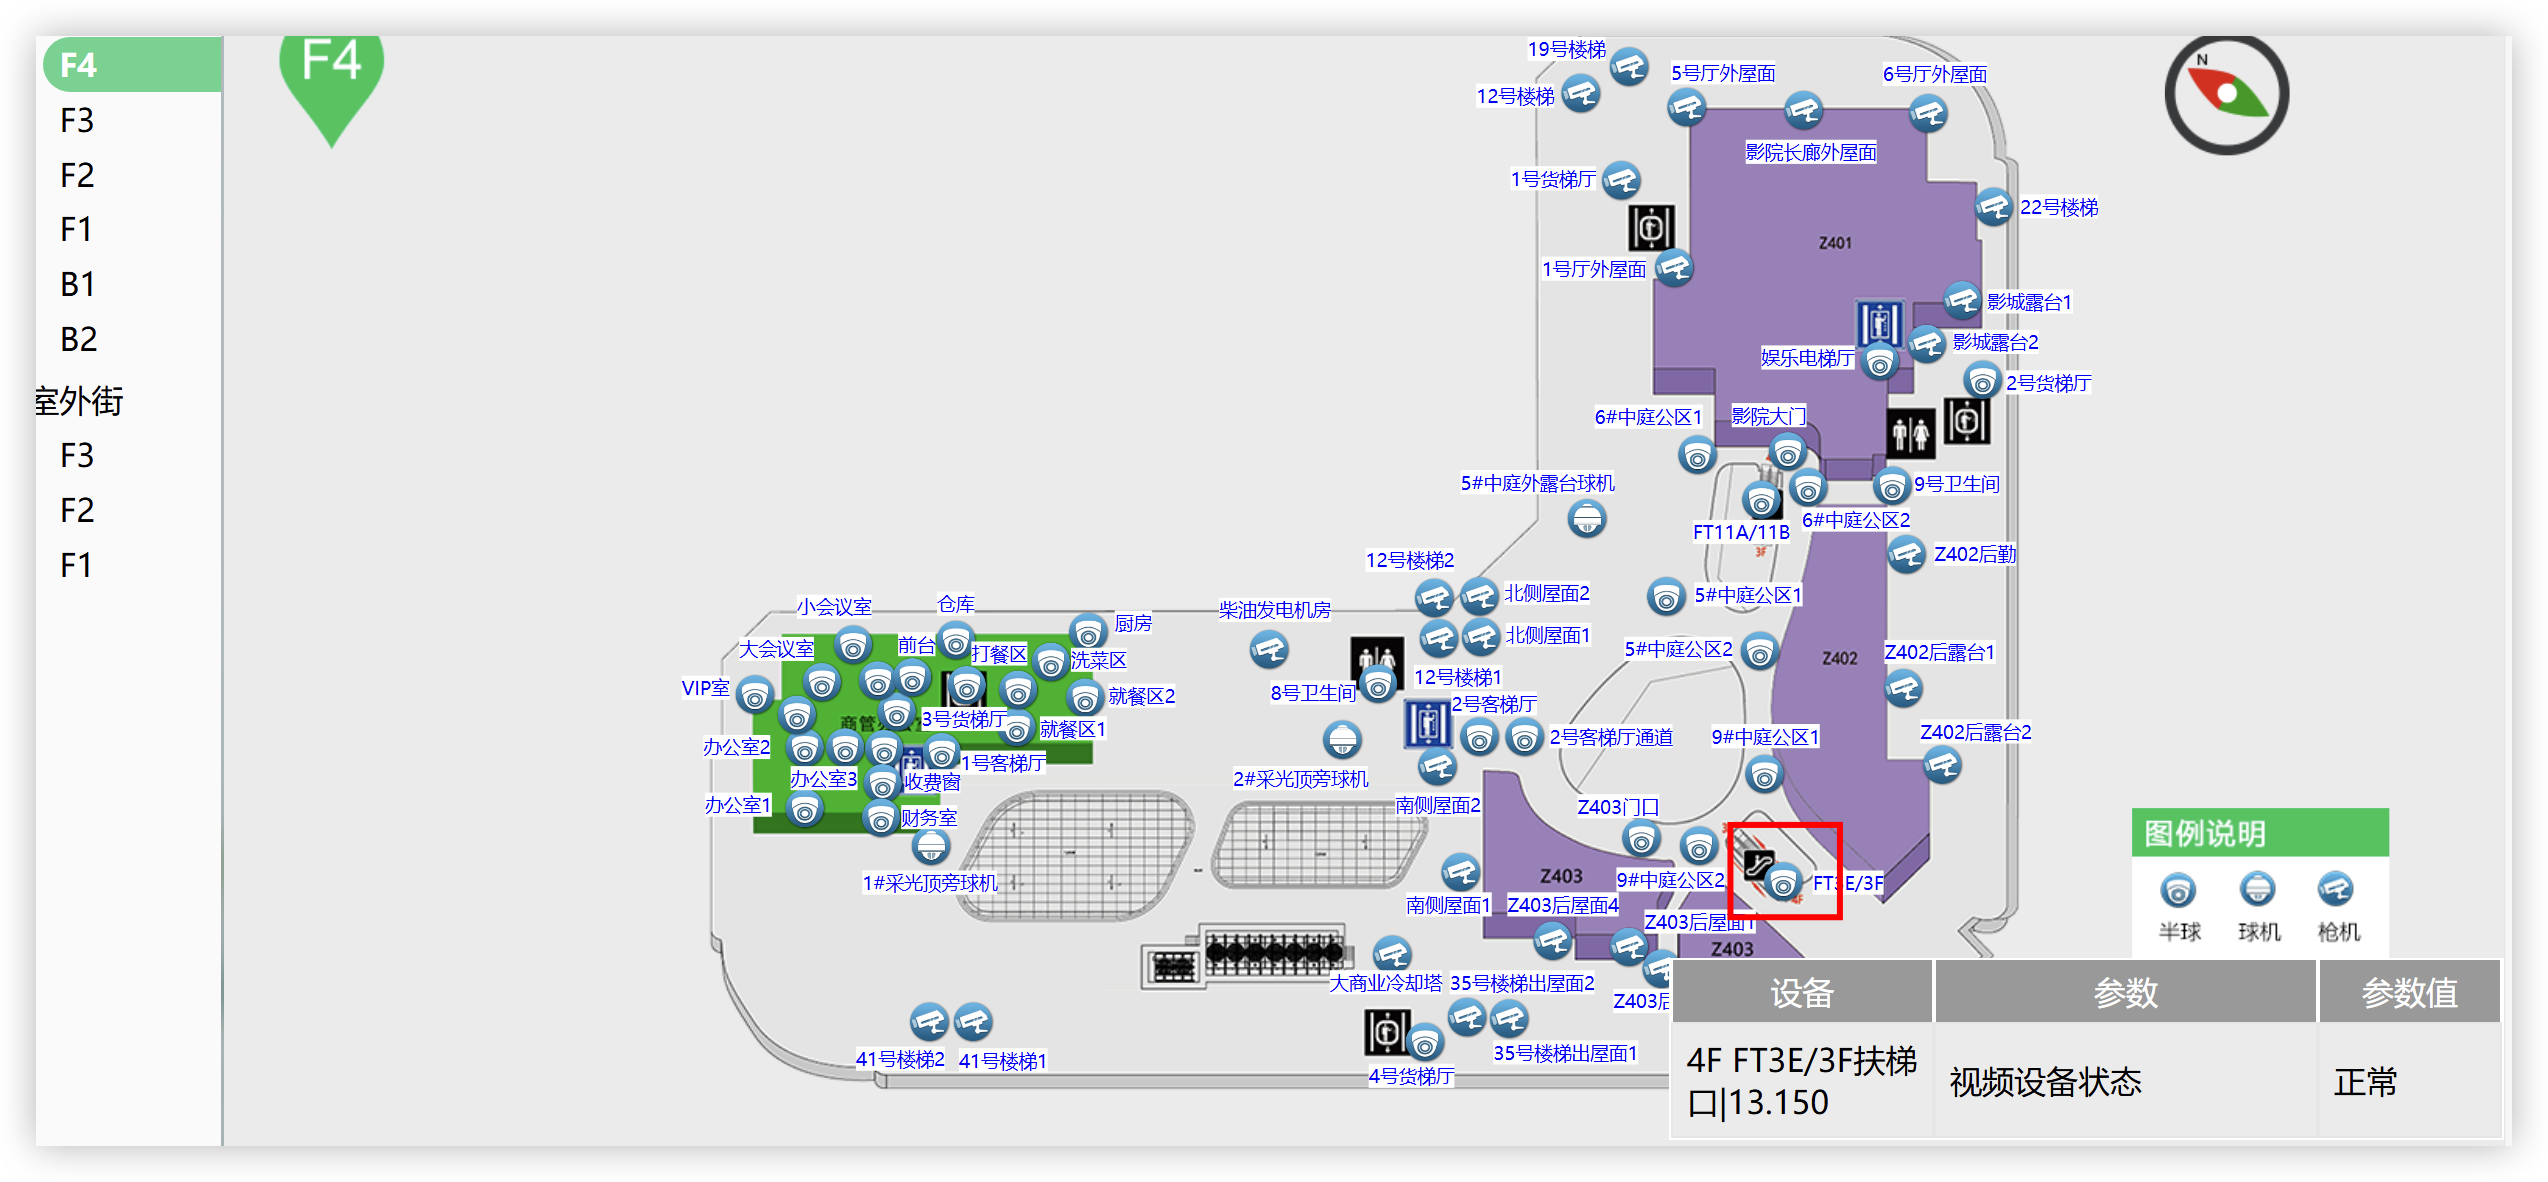 F4
F3
F2
F1
B1
B2
室外街
F3
F2
F1
F4
N
19号楼梯
12号楼梯
5号厅外屋面
6号厅外屋面
影院长廊外屋面
1号货梯厅
22号楼梯
Z401
1号厅外屋面
影城露台1
影城露台2
娱乐电梯厅
2号货梯厅
6#中庭公区1
影院大门
5#中庭外露台球机
9号卫生间
6#中庭公区2
FT11A/11B
3F
Z402后勤
12号楼梯2
北侧屋面2
5#中庭公区1
小会议室
仓库
柴油发电机房
厨房
北侧屋面1
大会议室
前台
打餐区
洗菜区
5#中庭公区2
Z402
Z402后露台1
VIP室
8号卫生间
12号楼梯1
就餐区2
2号客梯厅
3号货梯厅
商管
就餐区1
办公室2
2号客梯厅通道
9#中庭公区1
Z402后露台2
1号客梯厅
办公室3
收费窗
2#采光顶旁球机
办公室1
南侧屋面2
Z403门口
财务室
1#采光顶旁球机
Z403
9#中庭公区2
FT3E/3F
4F
南侧屋面1
Z403后屋面4
Z403后屋面1
Z403
大商业冷却塔
35号楼梯出屋面2
Z403后
41号楼梯2
41号楼梯1
35号楼梯出屋面1
4号货梯厅
图例说明
半球
球机
枪机
设备
参数
参数值
4F FT3E/3F扶梯
口|13.150
视频设备状态
正常